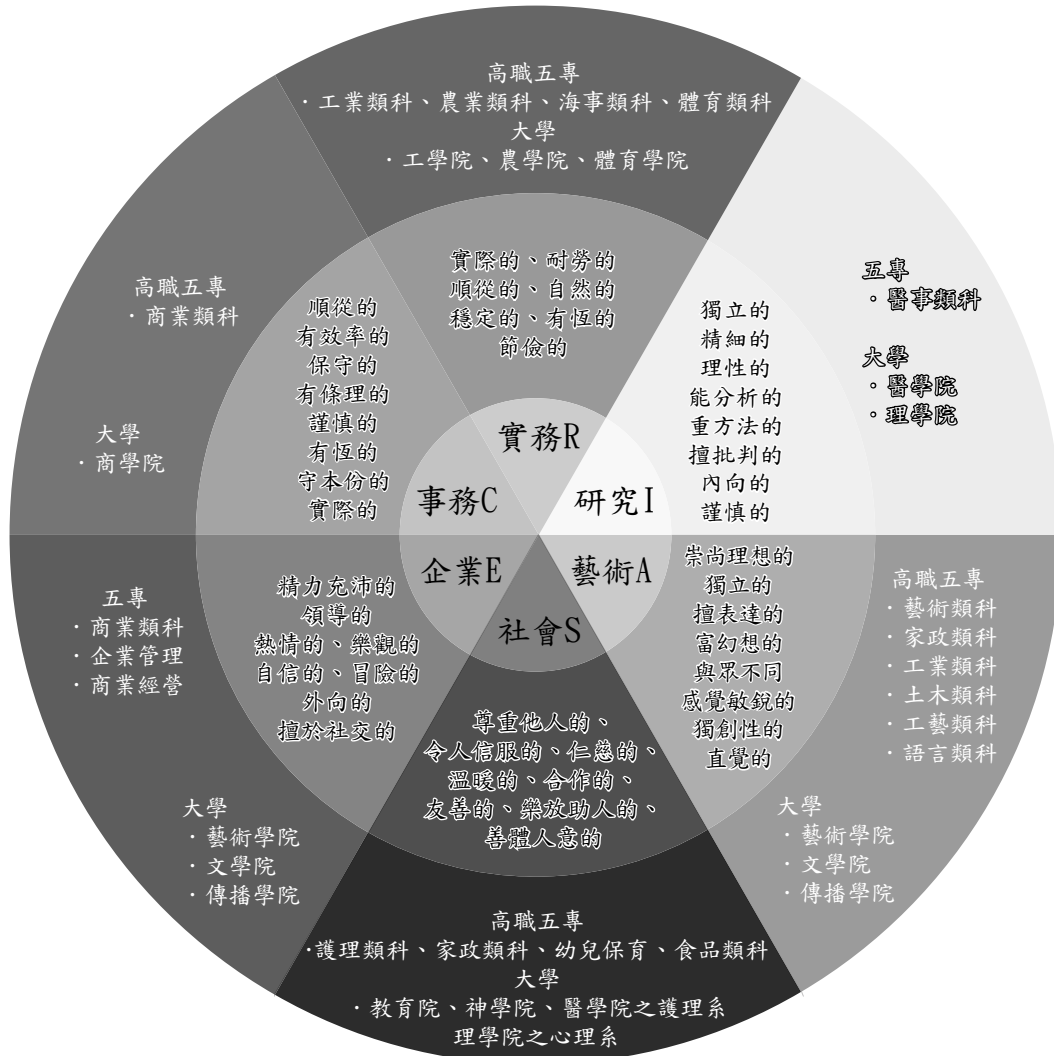 高職五專
·工業類科、農業類科、海事類科、體育類科
大學
·工學院、農學院、體育學院
實際的、耐勞的
順從的、自然的
穩定的、有恆的
節儉的
實務R
五專
·醫事類科
大學
·醫學院
·理學院
獨立的
精細的
理性的
能分析的
重方法的
擅批判的
內向的
謹慎的
研究I
高職五專
·藝術類科
·家政類科
·工業類科
·土木類科
·工藝類科
·語言類科
大學
·藝術學院
·文學院
·傳播學院
崇尚理想的
獨立的
擅表達的
富幻想的
與眾不同
感覺敏銳的
獨創性的
直覺的
藝術A
社會S
尊重他人的、
令人信服的、仁慈的、
溫暖的、合作的、
友善的、樂放助人的、
善體人意的
高職五專
·護理類科、家政類科、幼兒保育、食品類科
大學
·教育院、神學院、醫學院之護理系
理學院之心理系
企業E
精力充沛的
領導的
熱情的、樂觀的
自信的、冒險的
外向的
擅於社交的
五專
·商業類科
·企業管理
·商業經營
大學
·藝術學院
·文學院
·傳播學院
事務C
順從的
有效率的
保守的
有條理的
謹慎的
有恆的
守本份的
實際的
高職五專
·商業類科
大學
·商學院